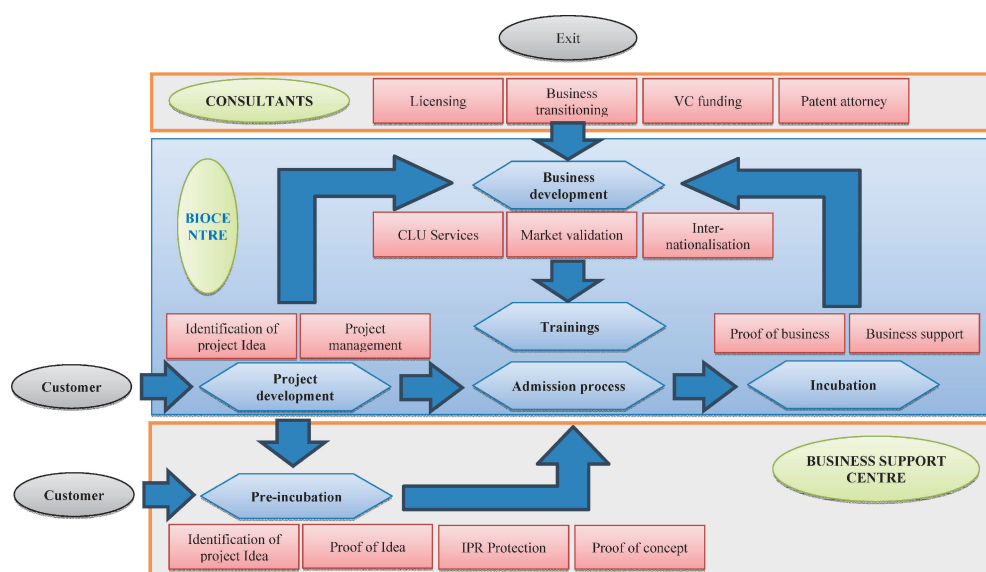 Exit
CONSULTANTS
Licensing
Business
transitioning
VC funding
Patent attorney
Business
development
BIOCE
NTRE
CLU Services
Market validation
Inter-
nationalisation
Trainings
Identification of
project Idea
Project
management
Proof of business
Business support
Customer
Project
development
Admission process
Incubation
BUSINESS SUPPORT
CENTRE
Customer
Pre-incubation
Identification of
project Idea
Proof of Idea
IPR Protection
Proof of concept